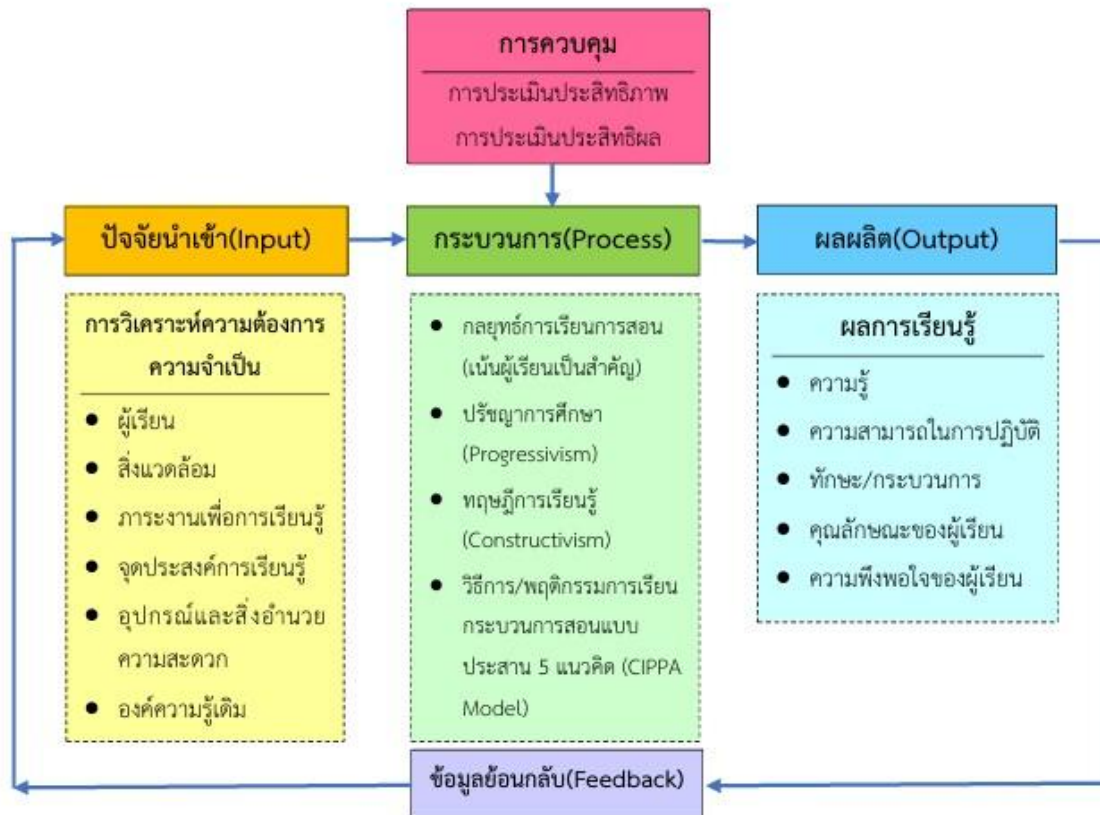 การควบคุม
การประเมินประสิทธิภาพ
การประเมินประสิทธิผล
ปัจจัยนำเข้า(Input)
กระบวนการ(Process)
ผลผลิต(Output)
การวิเคราะห์ความต้องการ
ความจำเป็น
● ผู้เรียน
● สิ่งแวดล้อม
● ภาระงานเพื่อการเรียนรู้
● จุดประสงค์การเรียนรู้
● อุปกรณ์และสิ่งอำนวย
ความสะดวก
● องค์ความรู้เดิม
● กลยุทธ์การเรียนการสอน
(เน้นผู้เรียนเป็นสำคัญ)
● ปรัชญาการศึกษา
(Progressivism)
● ทฤษฎีการเรียนรู้
(Constructivism)
● วิธีการ/พฤติกรรมการเรียน
กระบวนการสอนแบบ
ประสาน 5 แนวคิด (CIPPA
Model)
ผลการเรียนรู้
● ความรู้
● ความสามารถในการปฏิบัติ
● ทักษะ/กระบวนการ
● คุณลักษณะของผู้เรียน
● ความพึงพอใจของผู้เรียน
ข้อมูลย้อนกลับ(Feedback)